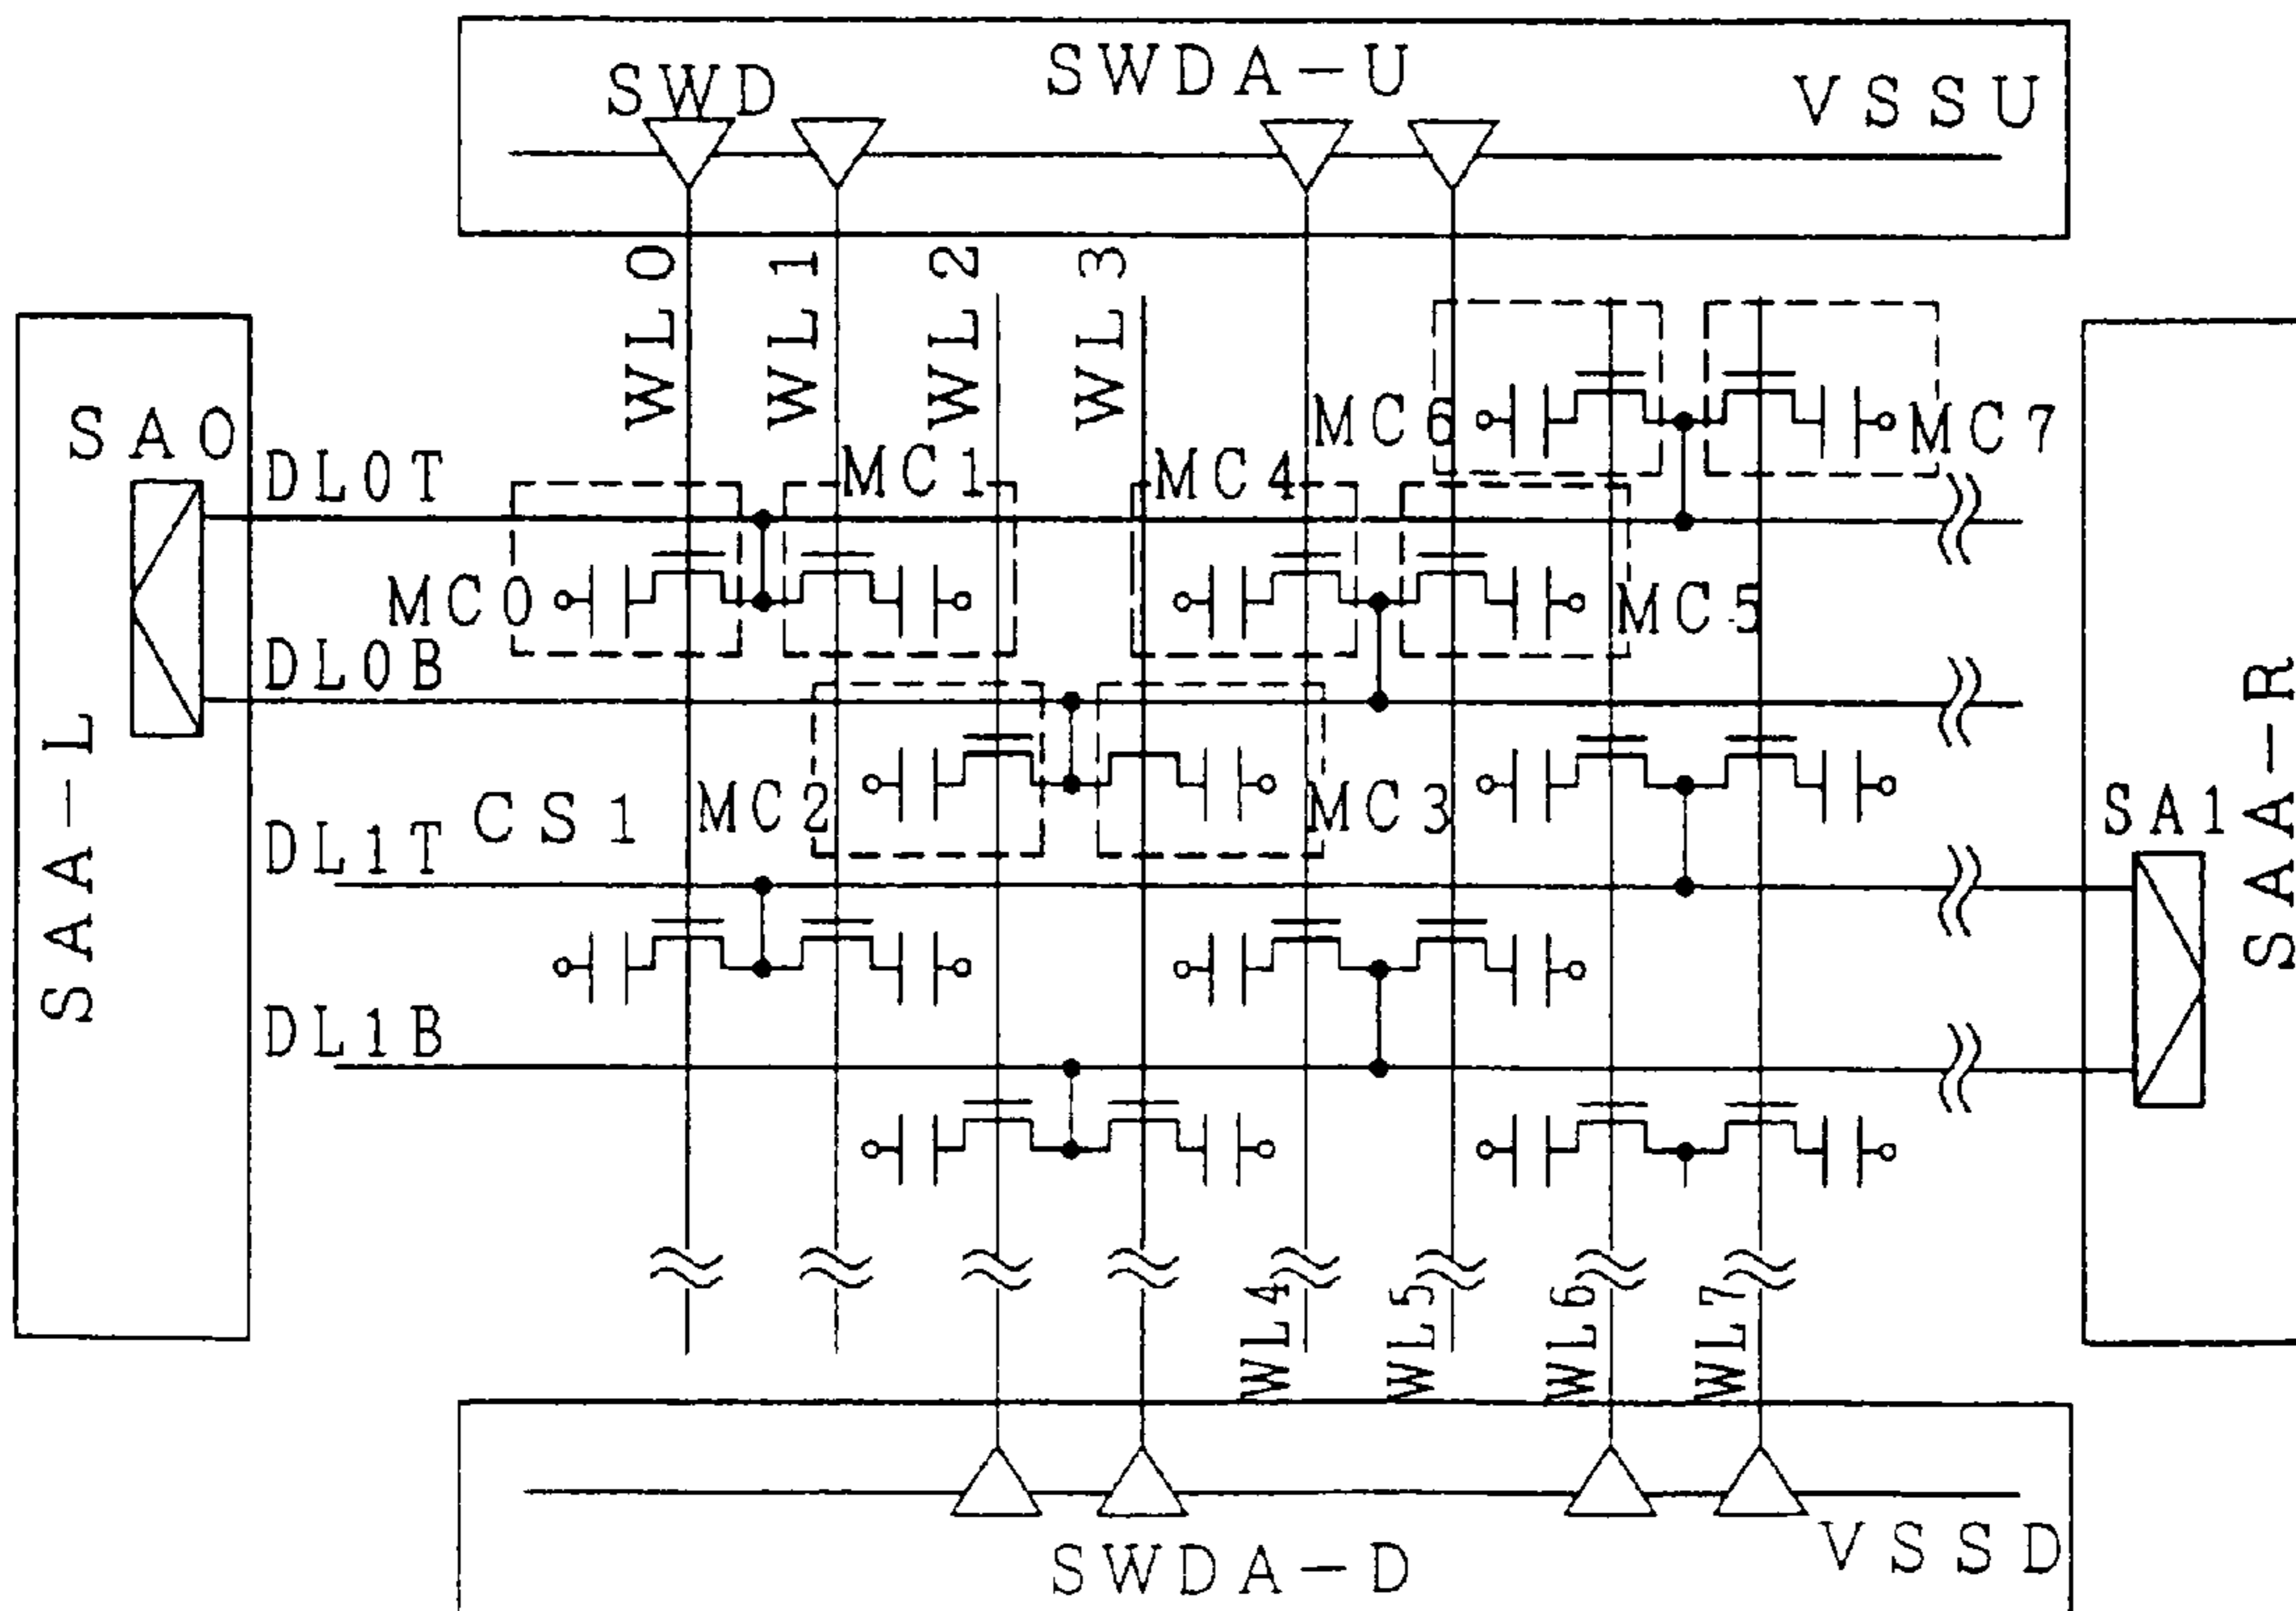 SWD
SWDA-U
VSSU
WL0
WL1
WL2
WL3
SA0
DL0T
MC1
MC4
MC6
MC7
MC0
MC5
DL0B
SAA-L
CS1
MC2
MC3
SA1
SAA-R
DL1T
DL1B
WL4
WL5
WL6
WL7
SWDA-D
VSSD